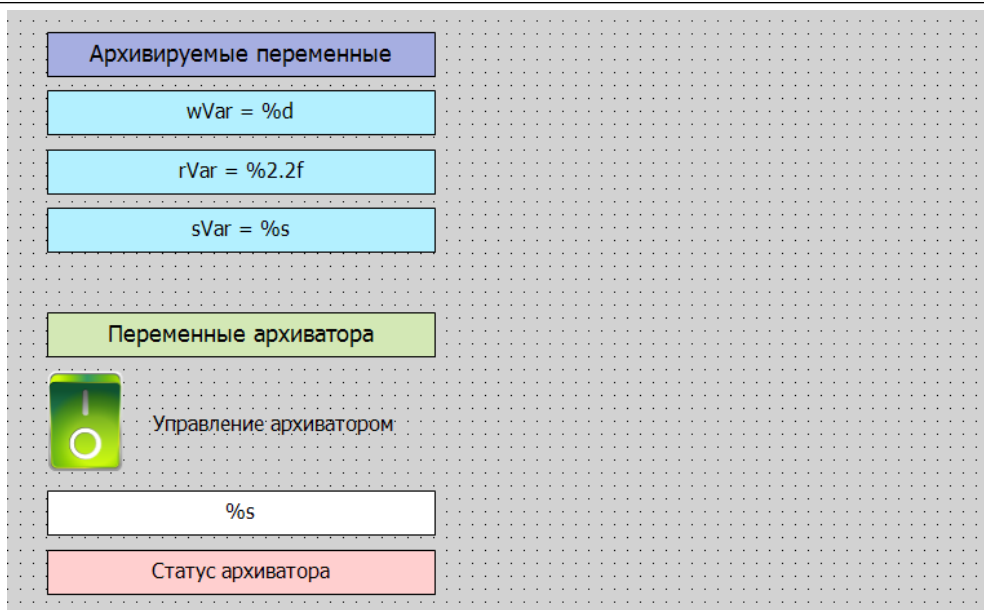 Архивируемые переменные
wVar = %d
rVar = %2.2f
sVar = %s
Переменные архиватора
Управление архиватором
%s
Статус архиватора